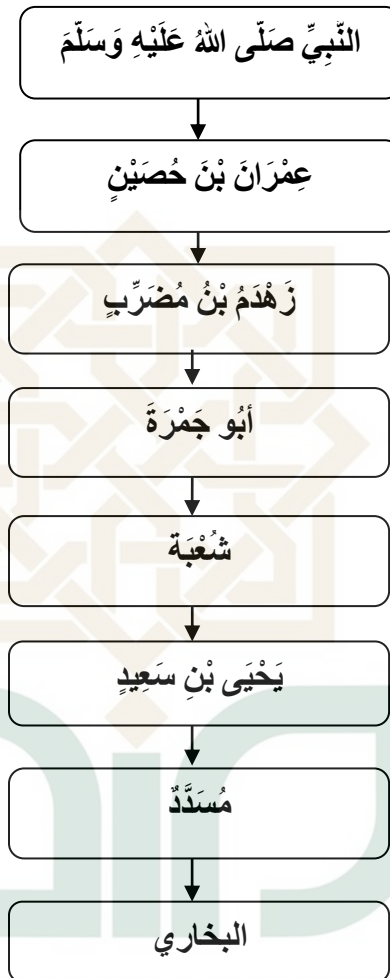 النَّبِيِّ صَلَّى اللهُ عَلَيْهِ وَسَلَّمَ
عِمْرَانَ بْنَ حُصَيْنٍ
زَهْدَمُ بْنُ مُضَرِّبٍ
أَبُو جَمْرَةَ
شُعْبَة
يَحْيَى بْنِ سَعِيدٍ
مُسَدَّدٌ
البخاري